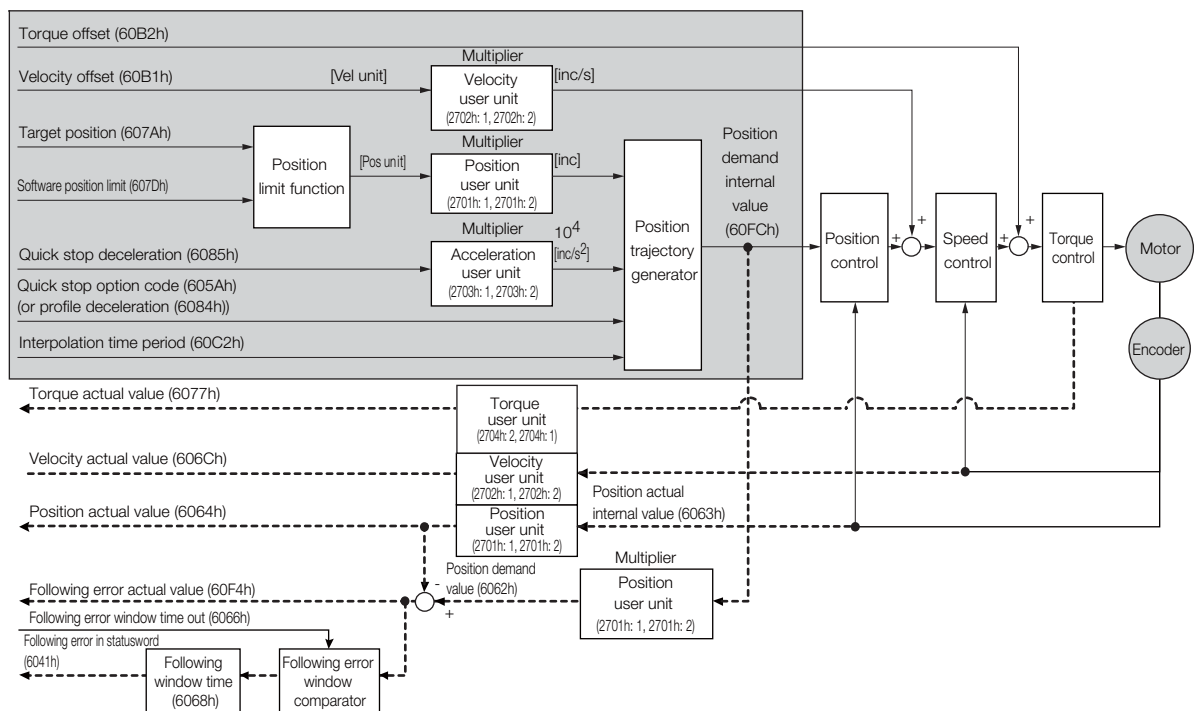 Torque offset (60B2h)
Velocity offset (60B1h)
[Vel unit]
Multiplier
Velocity
user unit
(2702h: 1, 2702h: 2)
[inc/s]
Target position (607Ah)
Software position limit (607Dh)
Position
limit function
[Pos unit]
Multiplier
Position
user unit
(2701h: 1, 2701h: 2)
[inc]
Quick stop deceleration (6085h)
Multiplier
Acceleration
user unit
(2703h: 1, 2703h: 2)
10⁴
[inc/s²]
Quick stop option code (605Ah)
(or profile deceleration (6084h))
Interpolation time period (60C2h)
Position
trajectory
generator
Position
demand
internal
value
(60FCh)
Position
control
+
+
Speed
control
+
+
Torque
control
Motor
Encoder
Torque actual value (6077h)
Torque
user unit
(2704h: 2, 2704h: 1)
Velocity actual value (606Ch)
Velocity
user unit
(2702h: 1, 2702h: 2)
Position actual value (6064h)
Position
user unit
(2701h: 1, 2701h: 2)
Position actual
internal value (6063h)
Multiplier
Position
user unit
(2701h: 1, 2701h: 2)
Position demand
value (6062h)
-
+
Following error actual value (60F4h)
Following error window time out (6066h)
Following error in statusword
(6041h)
Following
window time
(6068h)
Following error
window
comparator